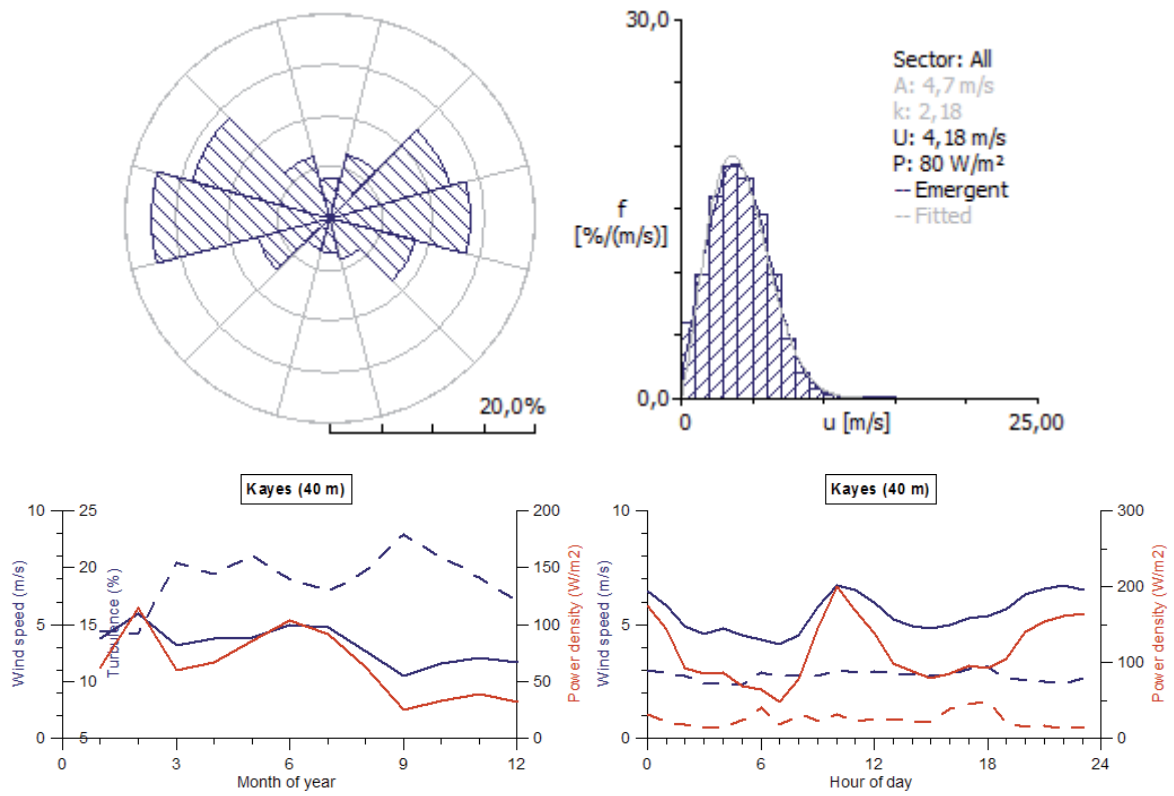 20,0%
30,0
f
[%/(m/s)]
0,0
0
u [m/s]
25,00
Sector: All
A: 4,7 m/s
k: 2,18
U: 4,18 m/s
P: 80 W/m²
-- Emergent
-- Fitted
Kayes (40 m)
10
5
0
Wind speed (m/s)
25
20
15
10
5
Turbulence (%)
200
150
100
50
0
Power density (W/m2)
0
3
6
9
12
Month of year
Kayes (40 m)
10
5
0
Wind speed (m/s)
300
200
100
0
Power density (W/m2)
0
6
12
18
24
Hour of day